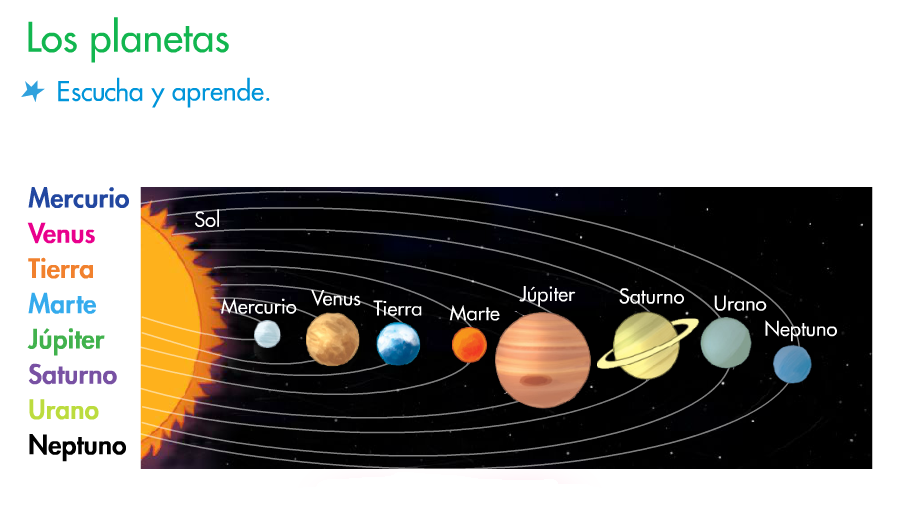 Los planetas
Escucha y aprende.
Mercurio
Venus
Tierra
Marte
Júpiter
Saturno
Urano
Neptuno
Sol
Mercurio
Venus
Tierra
Marte
Júpiter
Saturno
Urano
Neptuno